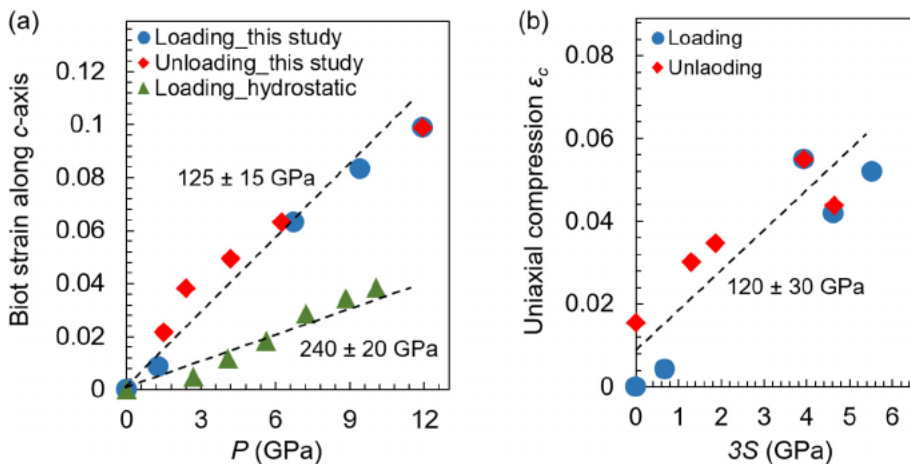 (a)
Loading_this study
Unloading_this study
Loading_hydrostatic
0.12
0.1
0.08
0.06
0.04
0.02
0
Biot strain along c-axis
125 ± 15 GPa
240 ± 20 GPa
0 3 6 9 12
P (GPa)
(b)
Loading
Unlaoding
0.08
0.06
0.04
0.02
0
Uniaxial compression εc
120 ± 30 GPa
0 1 2 3 4 5 6
3S (GPa)